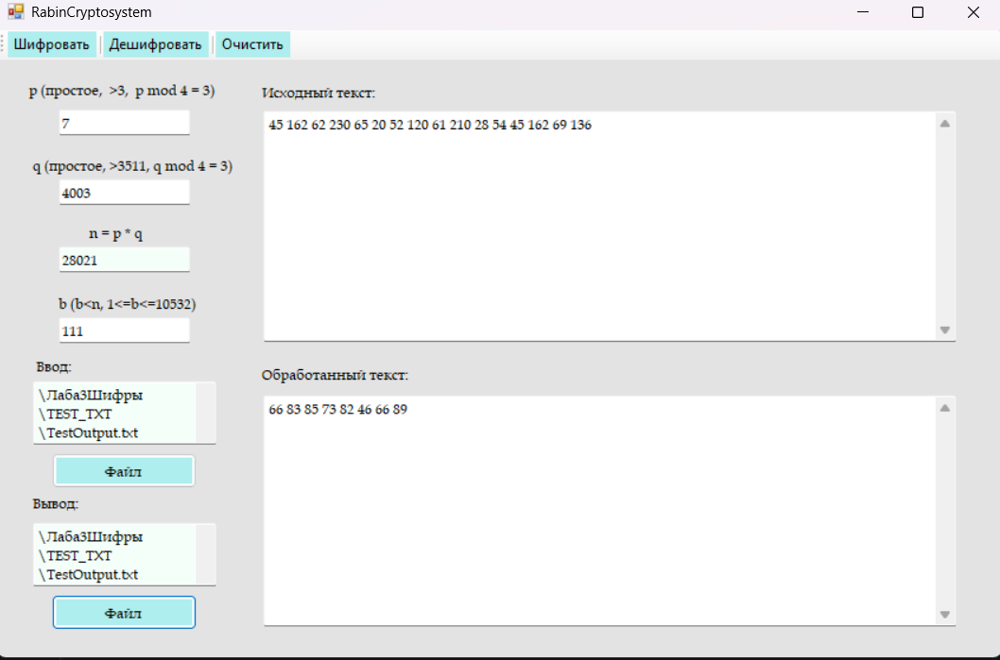 RabinCryptosystem
Шифровать
Дешифровать
Очистить
p (простое, >3, p mod 4 = 3)
7
q (простое, >3511, q mod 4 = 3)
4003
n = p * q
28021
b (b<n, 1<=b<=10532)
111
Ввод:
\Лаба3Шифры
\TEST_TXT
\TestOutput.txt
Файл
Вывод:
\Лаба3Шифры
\TEST_TXT
\TestOutput.txt
Файл
Исходный текст:
45 162 62 230 65 20 52 120 61 210 28 54 45 162 69 136
Обработанный текст:
66 83 85 73 82 46 66 89